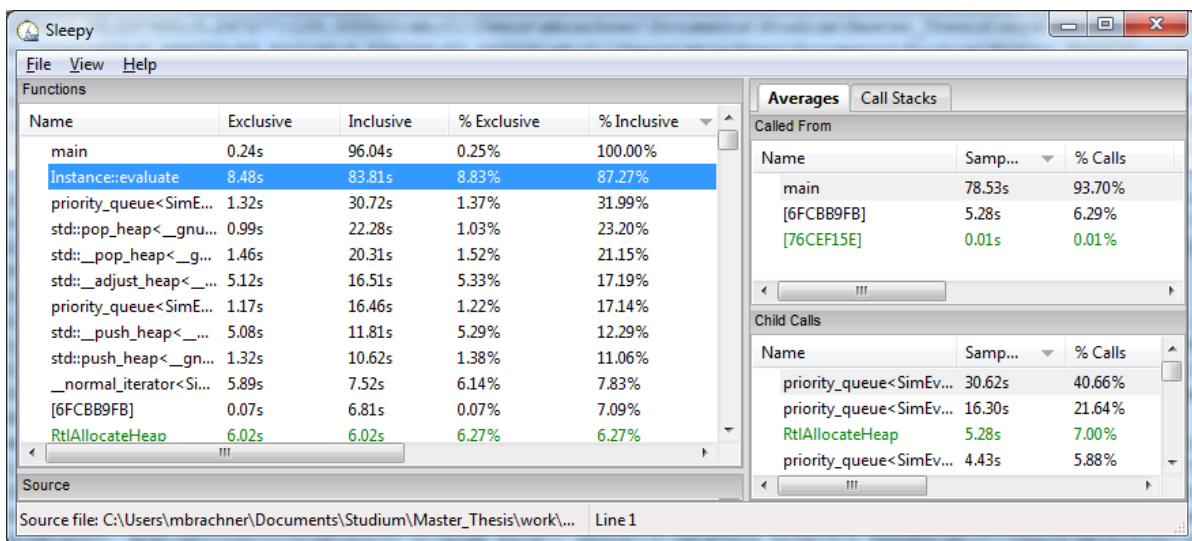 Sleepy
File View Help
Functions
Name Exclusive Inclusive % Exclusive % Inclusive
main 0.24s 96.04s 0.25% 100.00%
Instance::evaluate 8.48s 83.81s 8.83% 87.27%
priority_queue<SimE... 1.32s 30.72s 1.37% 31.99%
std::pop_heap<__gnu... 0.99s 22.28s 1.03% 23.20%
std::__pop_heap<__g... 1.46s 20.31s 1.52% 21.15%
std::__adjust_heap<__... 5.12s 16.51s 5.33% 17.19%
priority_queue<SimE... 1.17s 16.46s 1.22% 17.14%
std::__push_heap<__... 5.08s 11.81s 5.29% 12.29%
std::push_heap<__gn... 1.32s 10.62s 1.38% 11.06%
__normal_iterator<Si... 5.89s 7.52s 6.14% 7.83%
[6FCBB9FB] 0.07s 6.81s 0.07% 7.09%
RtlAllocateHeap 6.02s 6.02s 6.27% 6.27%
Source
Averages Call Stacks
Called From
Name Samp... % Calls
main 78.53s 93.70%
[6FCBB9FB] 5.28s 6.29%
[76CEF15E] 0.01s 0.01%
Child Calls
Name Samp... % Calls
priority_queue<SimEv... 30.62s 40.66%
priority_queue<SimEv... 16.30s 21.64%
RtlAllocateHeap 5.28s 7.00%
priority_queue<SimEv... 4.43s 5.88%
Source file: C:\Users\mbrachner\Documents\Studium\Master_Thesis\work\... Line 1